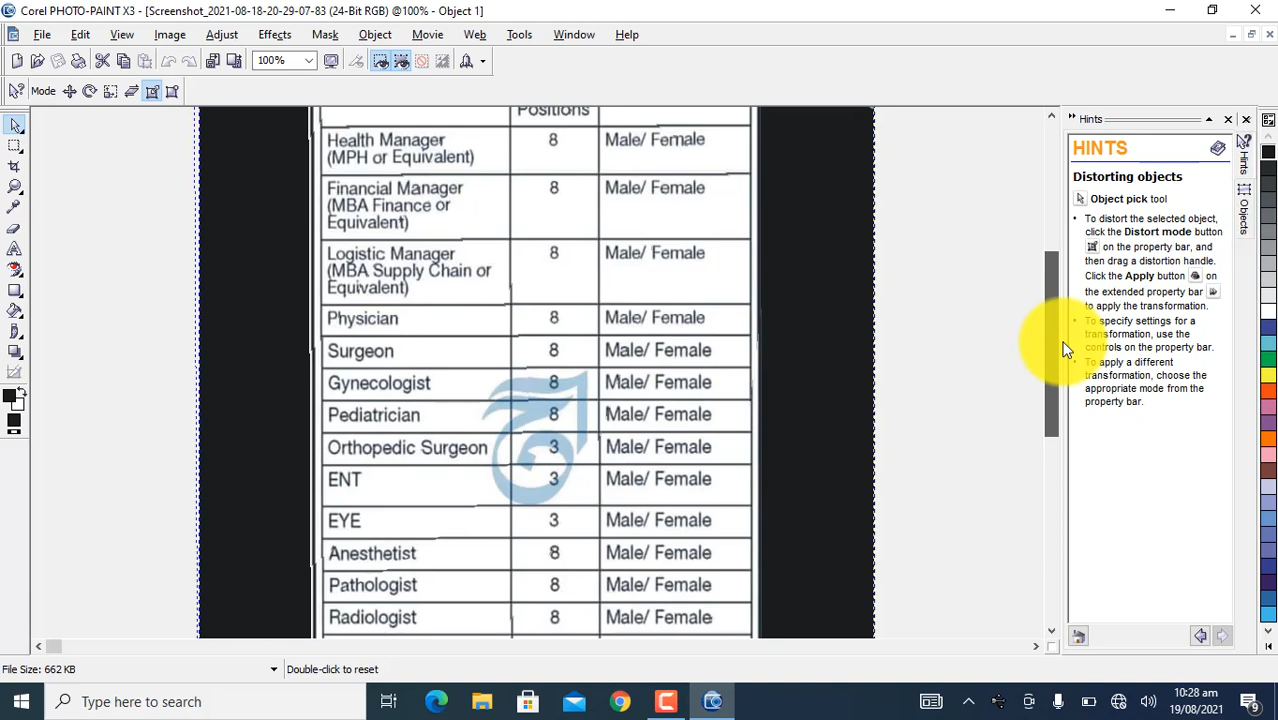 Corel PHOTO-PAINT X3 - [Screenshot_2021-08-18-20-29-07-83 (24-Bit RGB) @100% - Object 1]
File Edit View Image Adjust Effects Mask Object Movie Web Tools Window Help
100%
Mode
Positions
Health Manager
(MPH or Equivalent) 8 Male/ Female
Financial Manager
(MBA Finance or
Equivalent) 8 Male/ Female
Logistic Manager
(MBA Supply Chain or
Equivalent) 8 Male/ Female
Physician 8 Male/ Female
Surgeon 8 Male/ Female
Gynecologist 8 Male/ Female
Pediatrician 8 Male/ Female
Orthopedic Surgeon 3 Male/ Female
ENT 3 Male/ Female
EYE 3 Male/ Female
Anesthetist 8 Male/ Female
Pathologist 8 Male/ Female
Radiologist 8 Male/ Female
Hints
HINTS
Distorting objects
Object pick tool
• To distort the selected object,
click the Distort mode button
on the property bar, and
then drag a distortion handle.
Click the Apply button on
the extended property bar
to apply the transformation.
• To specify settings for a
transformation, use the
controls on the property bar.
• To apply a different
transformation, choose the
appropriate mode from the
property bar.
Hints
Objects
File Size: 662 KB
Double-click to reset
Type here to search
10:28 am
19/08/2021
9